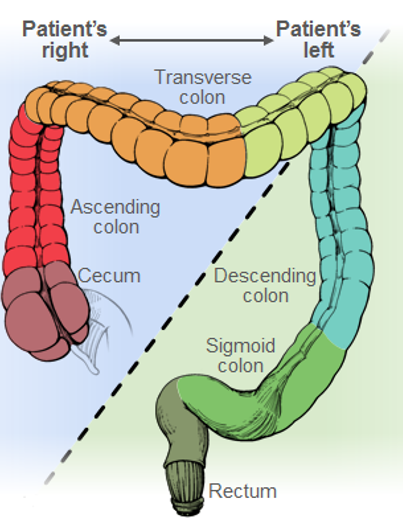 Patient's
right
Patient's
left
Transverse
colon
Ascending
colon
Cecum
Descending
colon
Sigmoid
colon
Rectum